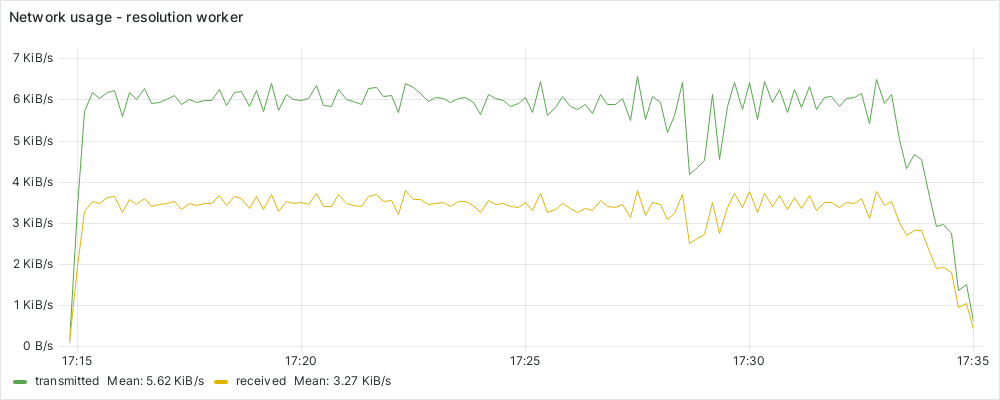 Network usage - resolution worker
7 KiB/s
6 KiB/s
5 KiB/s
4 KiB/s
3 KiB/s
2 KiB/s
1 KiB/s
0 B/s
17:15 17:20 17:25 17:30 17:35
transmitted Mean: 5.62 KiB/s received Mean: 3.27 KiB/s